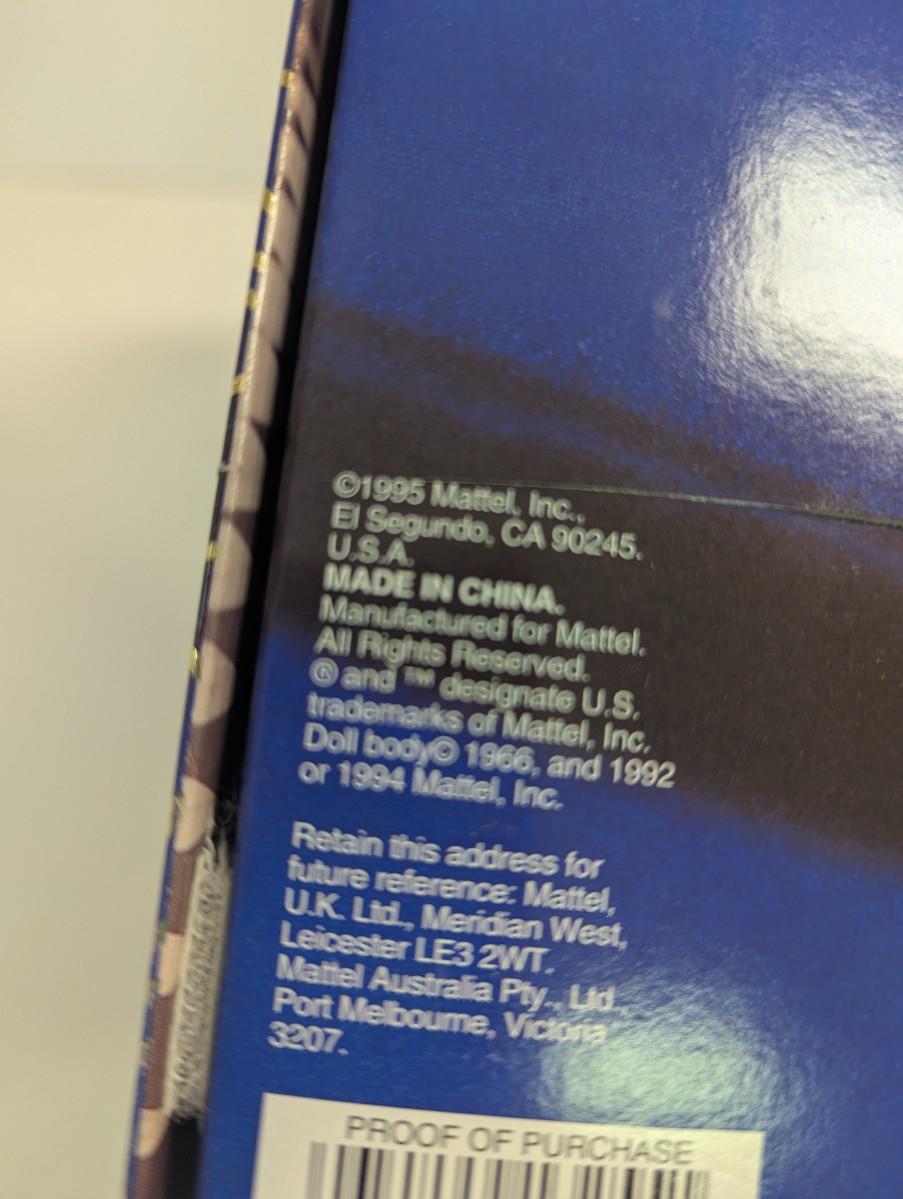 ©1995 Mattel, Inc.,
El Segundo, CA 90245.
U.S.A.
MADE IN CHINA.
Manufactured for Mattel.
All Rights Reserved.
® and ™ designate U.S.
trademarks of Mattel, Inc.
Doll body© 1966, and 1992
or 1994 Mattel, Inc.
Retain this address for
future reference: Mattel,
U.K. Ltd., Meridian West,
Leicester LE3 2WT.
Mattel Australia Pty., Ltd.,
Port Melbourne, Victoria
3207.
PROOF OF PURCHASE